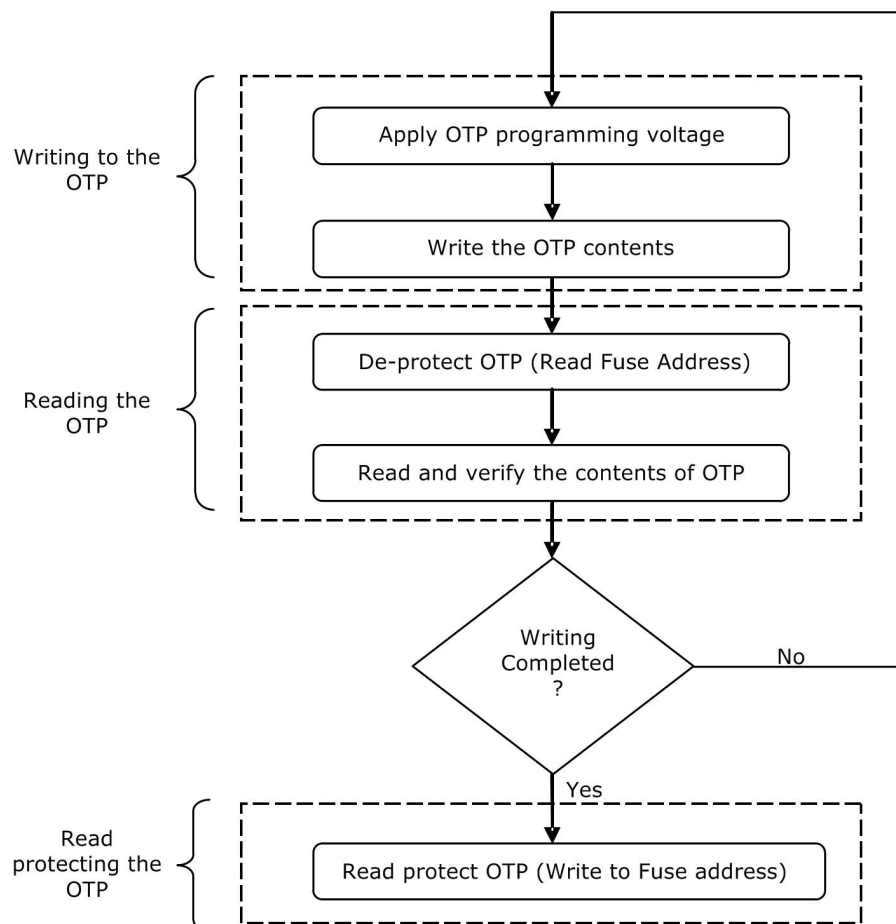 Writing to the
OTP
Apply OTP programming voltage
Write the OTP contents
Reading the
OTP
De-protect OTP (Read Fuse Address)
Read and verify the contents of OTP
Writing
Completed
?
No
Yes
Read
protecting the
OTP
Read protect OTP (Write to Fuse address)